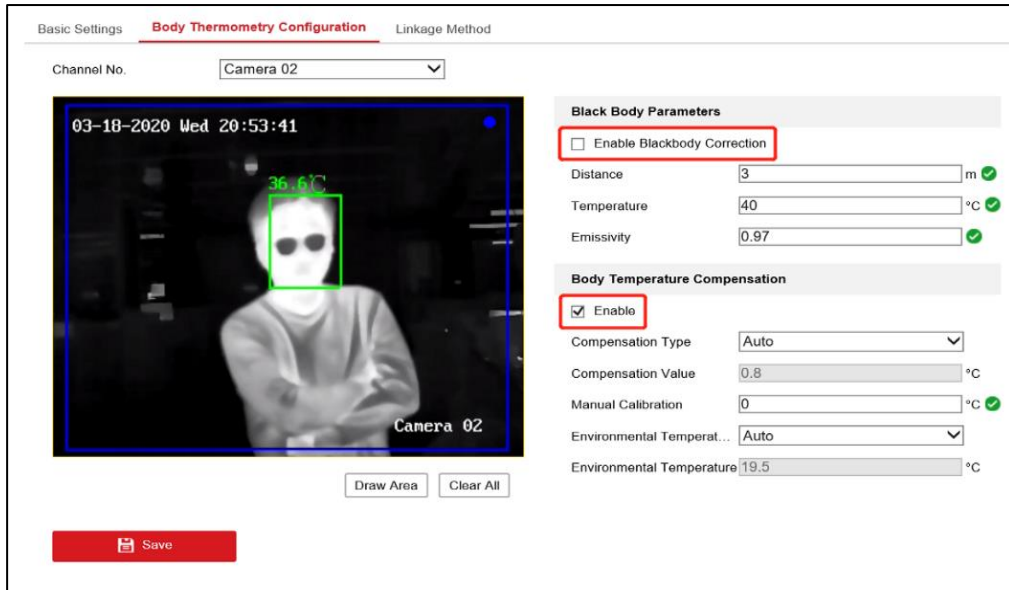 Basic Settings Body Thermometry Configuration Linkage Method
Channel No. Camera 02
03-18-2020 Wed 20:53:41
36.6℃
Camera 02
Draw Area Clear All
Save
Black Body Parameters
Enable Blackbody Correction
Distance 3 m
Temperature 40 °C
Emissivity 0.97
Body Temperature Compensation
Enable
Compensation Type Auto
Compensation Value 0.8 °C
Manual Calibration 0 °C
Environmental Temperat... Auto
Environmental Temperature 19.5 °C